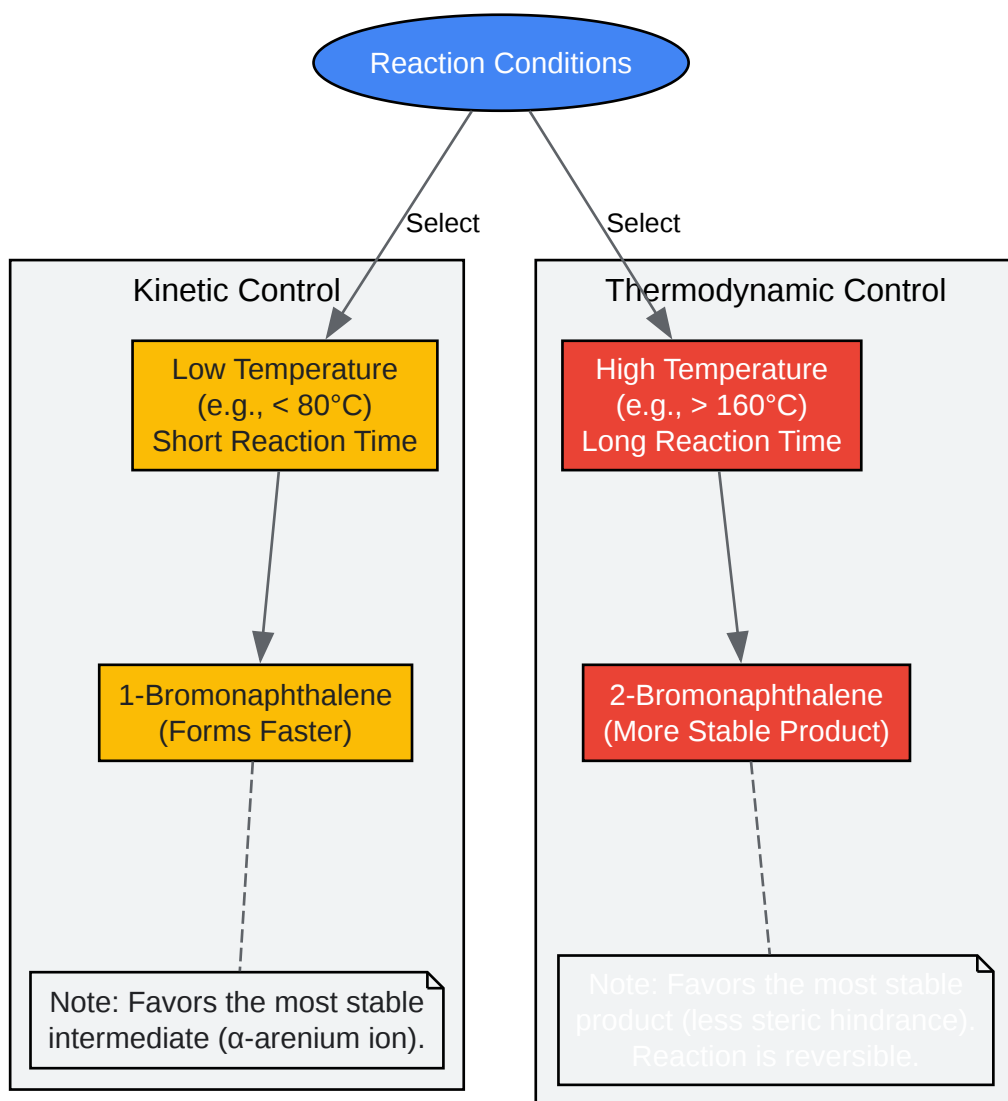 Reaction Conditions
Select
Select
Kinetic Control
Thermodynamic Control
Low Temperature
(e.g., < 80°C)
Short Reaction Time
High Temperature
(e.g., > 160°C)
Long Reaction Time
1-Bromonaphthalene
(Forms Faster)
2-Bromonaphthalene
(More Stable Product)
Note: Favors the most stable
intermediate (α-arenium ion).
Note: Favors the most stable
product (less steric hindrance).
Reaction is reversible.